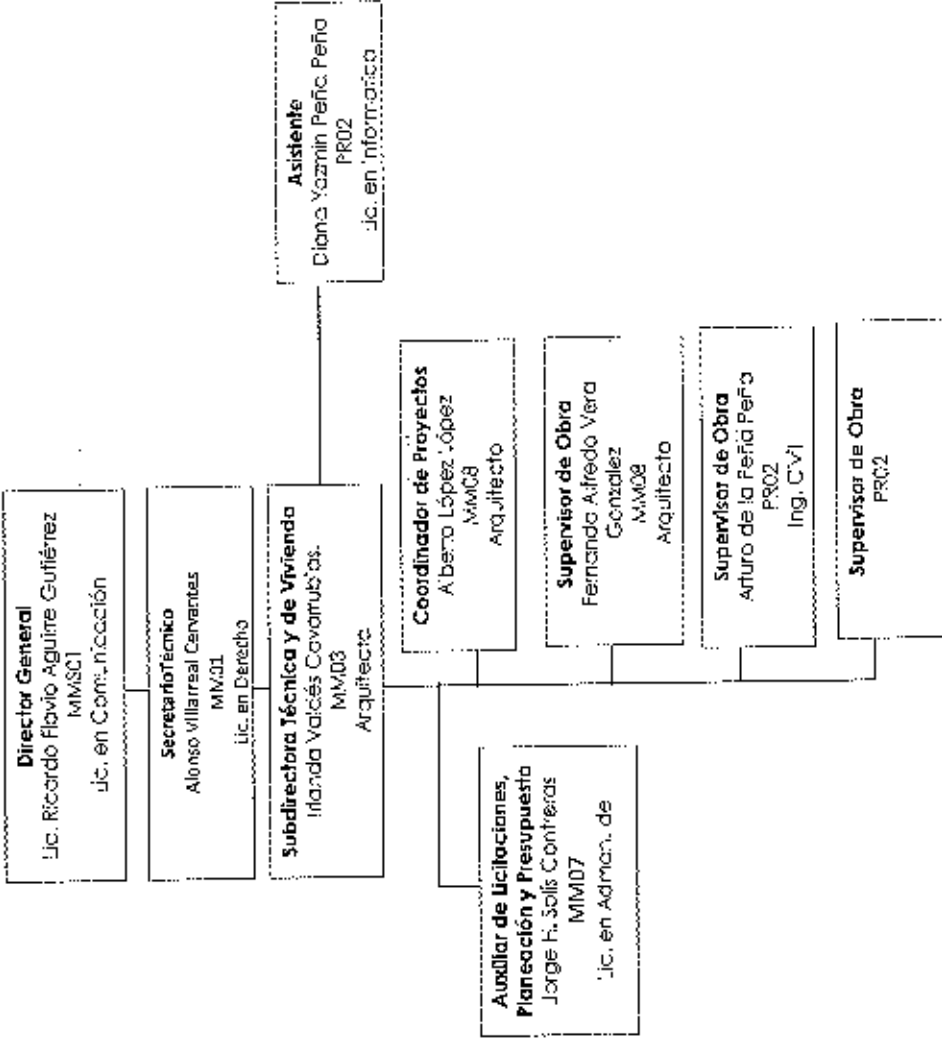 Director General
Lic. Ricardo Flavio Aguirre Gutiérrez
MMS01
Lic. en Comunicación
Secretario Técnico
Alonso Villarreal Cervantes
MM01
Lic. en Derecho
Subdirectora Técnica y de Vivienda
Irlanda Valdés Covarrubias.
MM03
Arquitecto
Asistente
Diana Yazmin Peña Peña
PR02
Lic. en Informatica
Auxiliar de Licitaciones,
Planeación y Presupuesto
Jorge H. Solís Contreras
MM07
Lic. en Admon. de
Coordinador de Proyectos
Alberto López López
MM08
Arquitecto
Supervisor de Obra
Fernando Alfredo Vera
Gonzalez
MM08
Arquitecto
Supervisor de Obra
Arturo de la Peña Peña
PR02
Ing. Civil
Supervisor de Obra
PR02